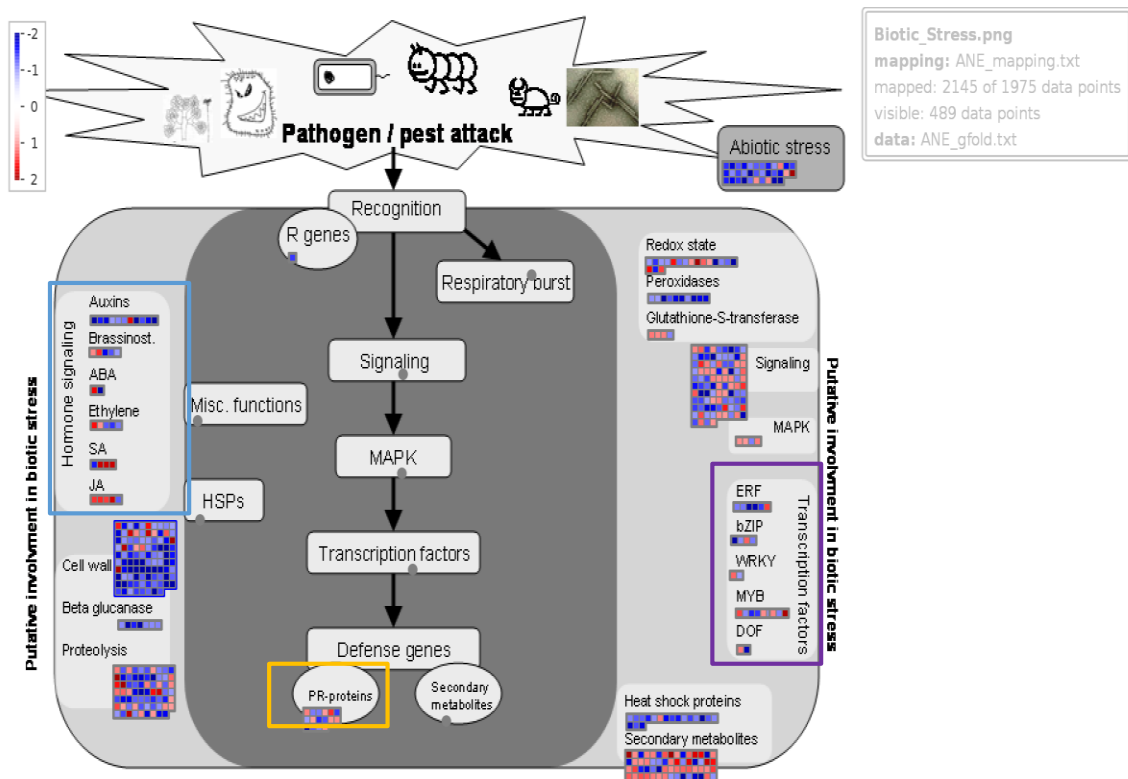 -2
-1
0
1
2
Biotic_Stress.png
mapping: ANE_mapping.txt
mapped: 2145 of 1975 data points
visible: 489 data points
data: ANE_gfold.txt
Pathogen / pest attack
Abiotic stress
Recognition
R genes
Respiratory burst
Signaling
Misc. functions
MAPK
HSPs
Transcription factors
Defense genes
PR-proteins
Secondary
metabolites
Putative involvment in biotic stress
Hormone signaling
Auxins
Brassinost.
ABA
Ethylene
SA
JA
Cell wall
Beta glucanase
Proteolysis
Redox state
Peroxidases
Glutathione-S-transferase
Signaling
MAPK
Putative involvment in biotic stress
Transcription factors
ERF
bZIP
WRKY
MYB
DOF
Heat shock proteins
Secondary metabolites